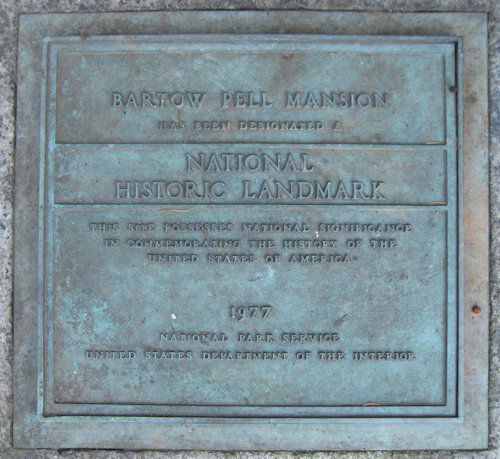 BARTOW PELL MANSION
HAS BEEN DESIGNATED A
NATIONAL
HISTORIC LANDMARK
THIS SITE POSSESSES NATIONAL SIGNIFICANCE
IN COMMEMORATING THE HISTORY OF THE
UNITED STATES OF AMERICA
1977
NATIONAL PARK SERVICE
UNITED STATES DEPARTMENT OF THE INTERIOR